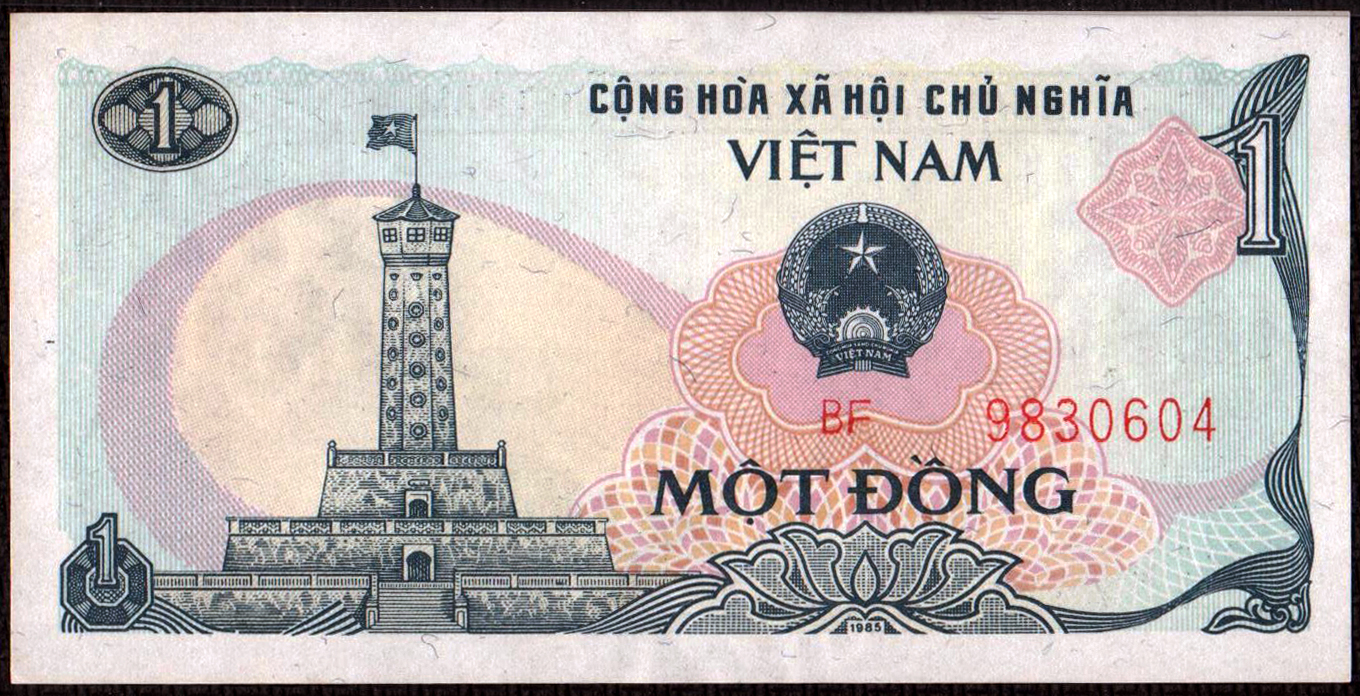 1
CỘNG HÒA XÃ HỘI CHỦ NGHĨA
VIỆT NAM
1
VIỆT NAM
BF 9830604
MỘT ĐỒNG
1
1985